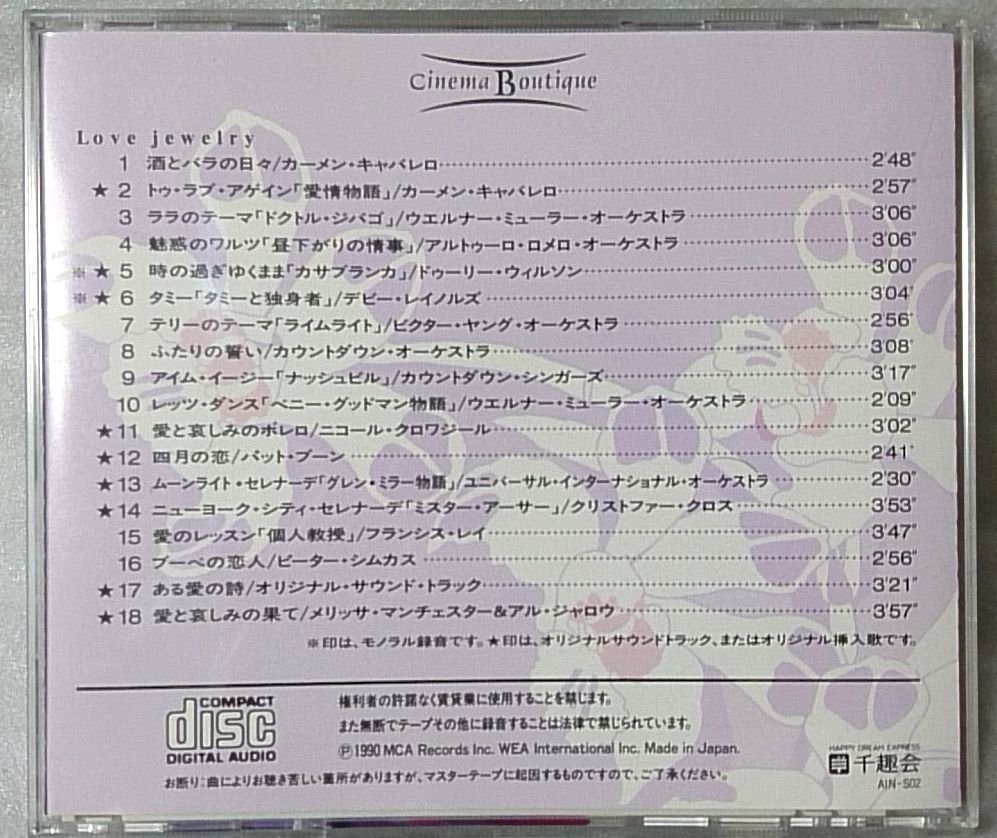 Cinema Boutique
Love jewelry
1 酒とバラの日々/カーメン・キャバレロ 2'48"
★ 2 トゥ・ラブ・アゲイン「愛情物語」/カーメン・キャバレロ 2'57"
3 ララのテーマ「ドクトル・ジバゴ」/ウエルナー・ミューラー・オーケストラ 3'06"
4 魅惑のワルツ「昼下がりの情事」/アルトゥーロ・ロメロ・オーケストラ 3'06"
※ ★ 5 時の過ぎゆくまま「カサブランカ」/ドゥーリー・ウィルソン 3'00"
※ ★ 6 タミー「タミーと独身者」/デビー・レイノルズ 3'04"
7 テリーのテーマ「ライムライト」/ビクター・ヤング・オーケストラ 2'56"
8 ふたりの誓い/カウントダウン・オーケストラ 3'08"
9 アイム・イージー「ナッシュビル」/カウントダウン・シンガーズ 3'17"
10 レッツ・ダンス「ベニー・グッドマン物語」/ウエルナー・ミューラー・オーケストラ 2'09"
★ 11 愛と哀しみのボレロ/ニコール・クロワジール 3'02"
★ 12 四月の恋/パット・ブーン 2'41"
★ 13 ムーンライト・セレナーデ「グレン・ミラー物語」/ユニバーサル・インターナショナル・オーケストラ 2'30"
★ 14 ニューヨーク・シティ・セレナーデ「ミスター・アーサー」/クリストファー・クロス 3'53"
15 愛のレッスン「個人教授」/フランシス・レイ 3'47"
16 ブーベの恋人/ピーター・シムカス 2'56"
★ 17 ある愛の詩/オリジナル・サウンド・トラック 3'21"
★ 18 愛と哀しみの果て/メリッサ・マンチェスター&アル・ジャロウ 3'57"
※印は、モノラル録音です。★印は、オリジナルサウンドトラック、またはオリジナル挿入歌です。
COMPACT
disc
DIGITAL AUDIO
権利者の許諾なく賃貸業に使用することを禁じます。
また無断でテープその他に録音することは法律で禁じられています。
Ⓟ1990 MCA Records Inc. WEA International Inc. Made in Japan.
お断り：曲によりお聴き苦しい箇所がありますが、マスターテープに起因するものですので、ご了承ください。
HAPPY DREAM EXPRESS
千趣会
AIN-S02